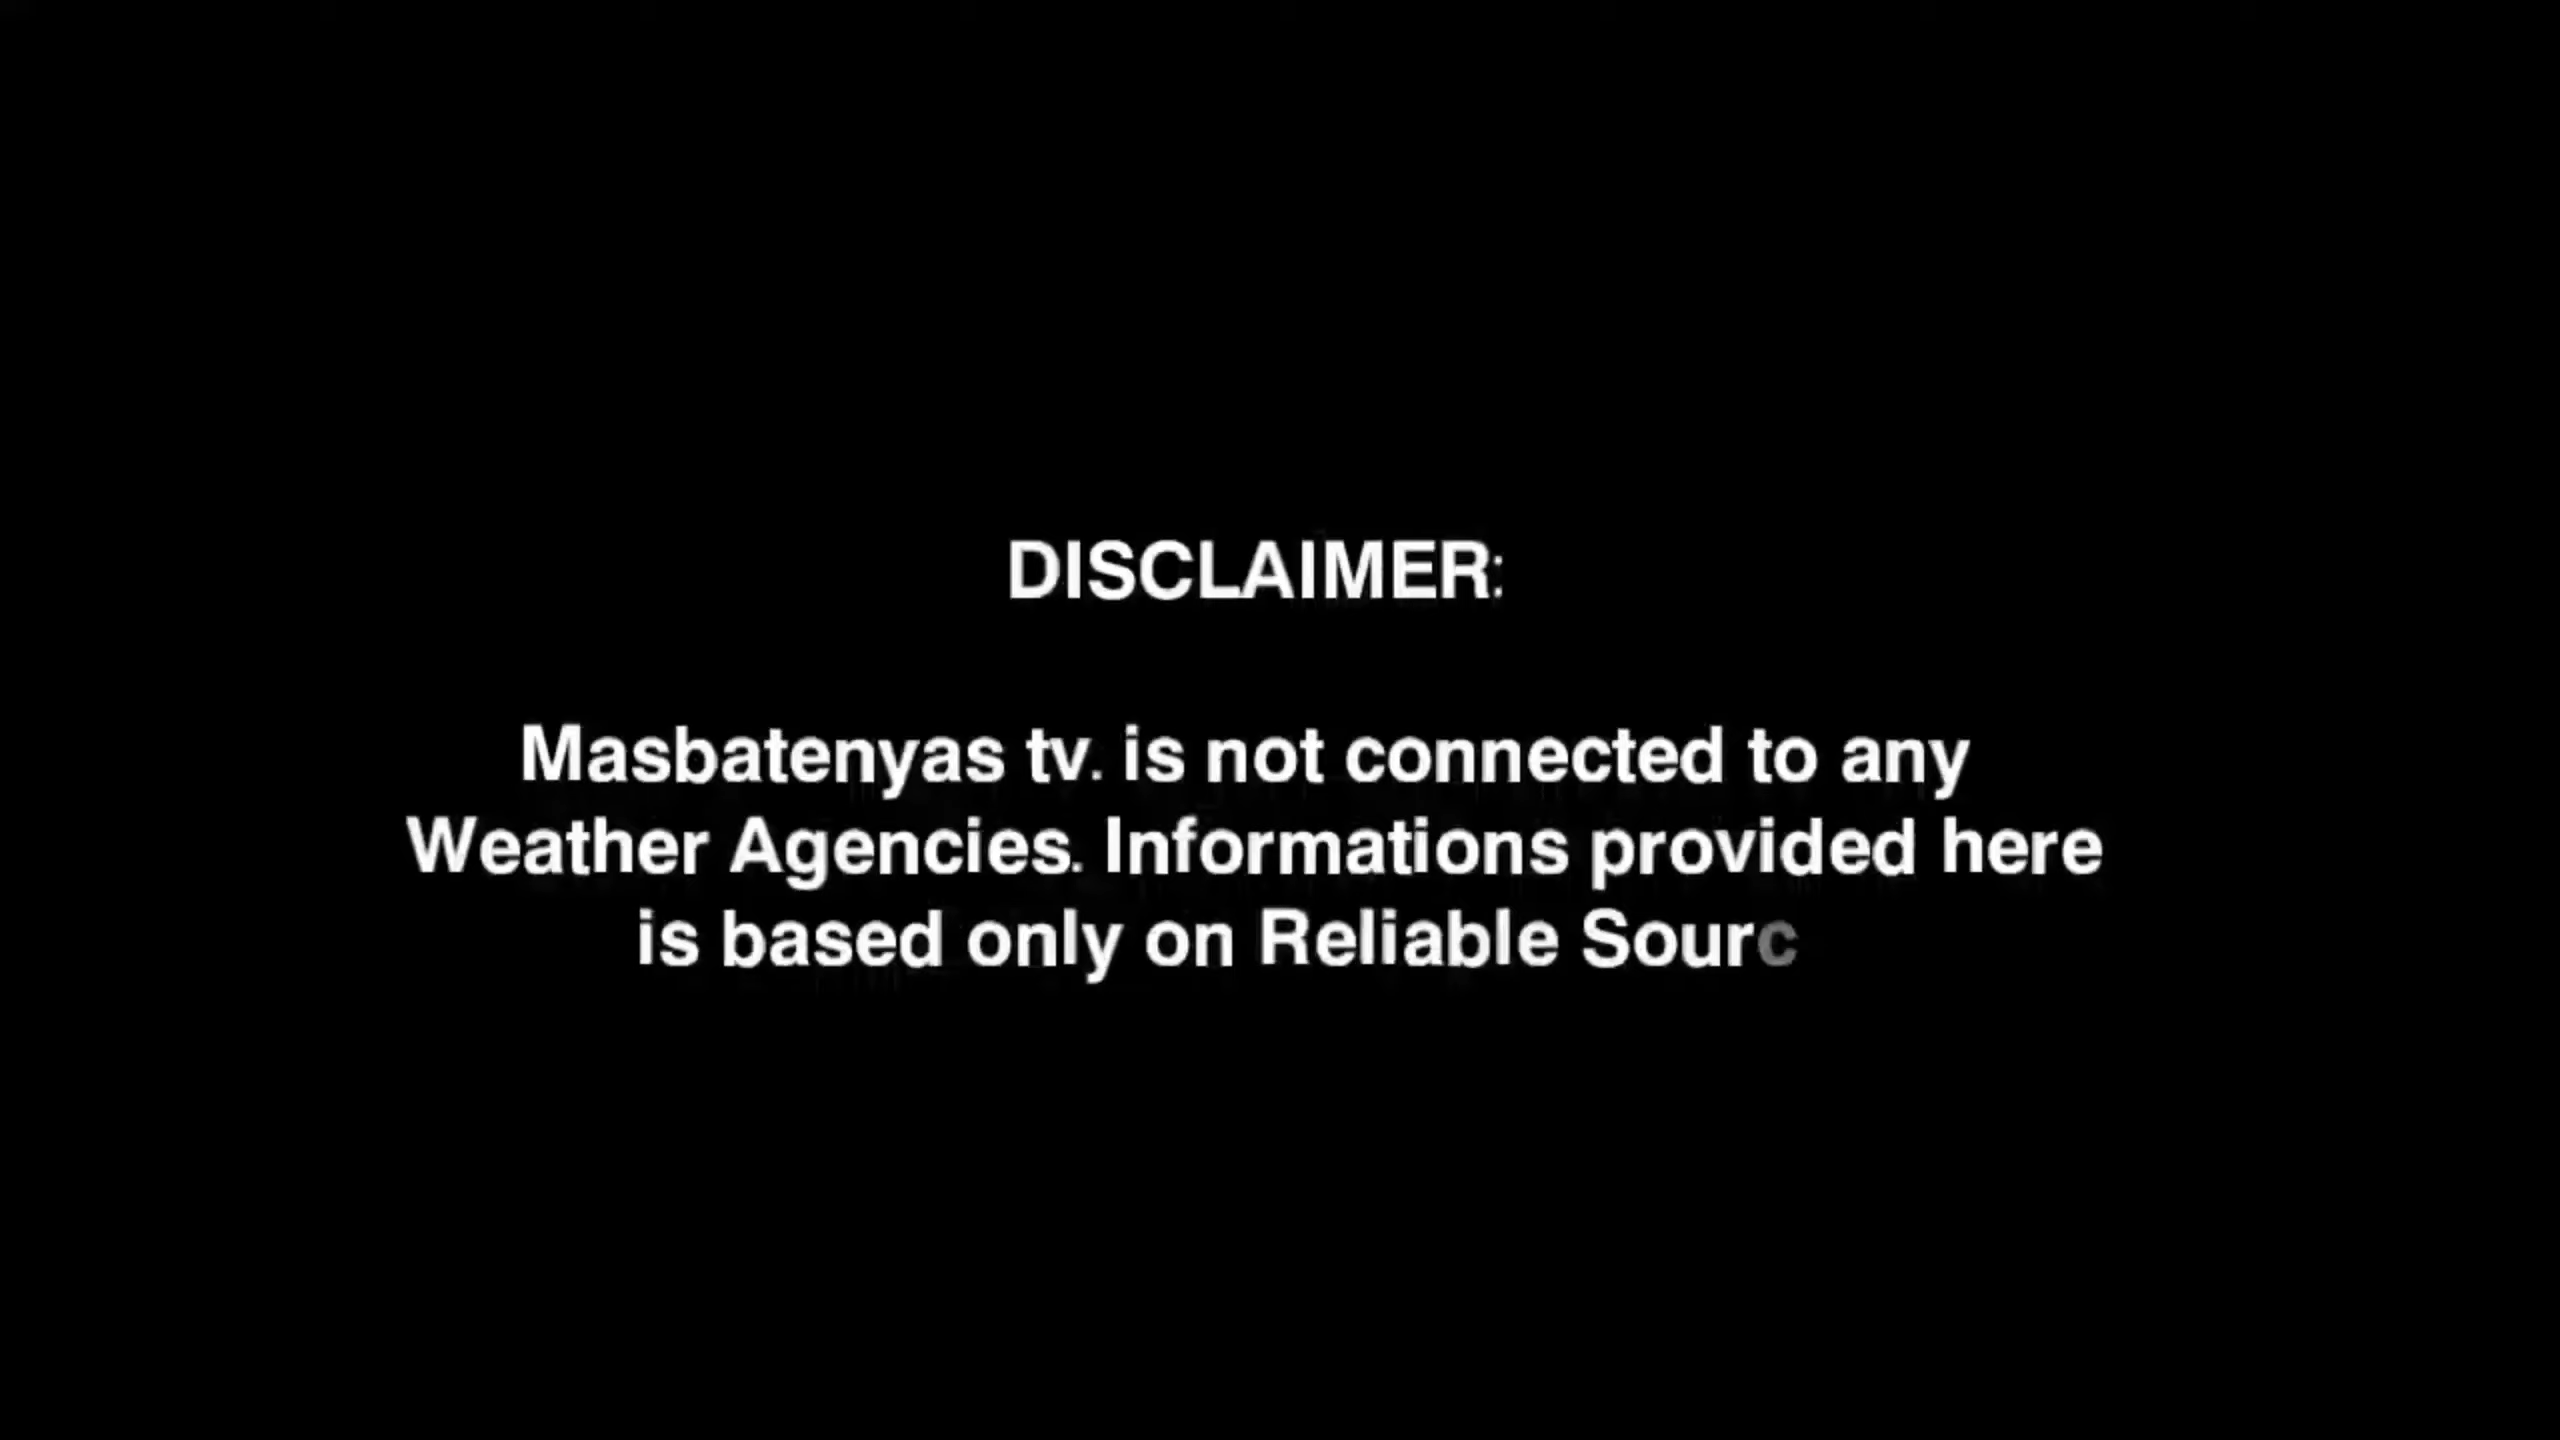 DISCLAIMER:
Masbatenyas tv. is not connected to any
Weather Agencies. Informations provided here
is based only on Reliable Sourc